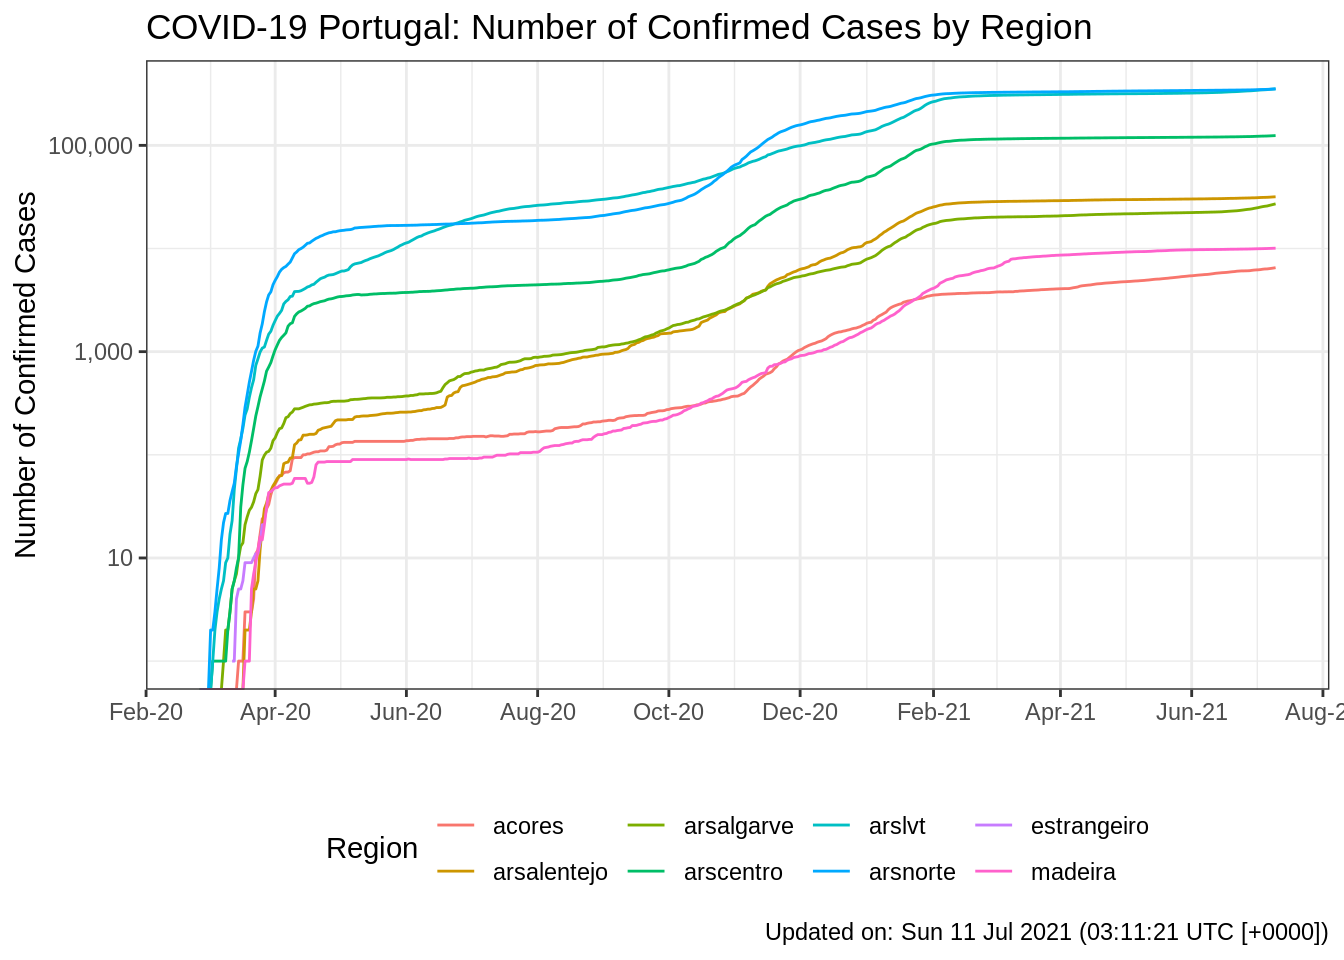 COVID-19 Portugal: Number of Confirmed Cases by Region
Number of Confirmed Cases
100,000
1,000
10
Feb-20 Apr-20 Jun-20 Aug-20 Oct-20 Dec-20 Feb-21 Apr-21 Jun-21 Aug-2
Region
acores arsalgarve arslvt estrangeiro
arsalentejo arscentro arsnorte madeira
Updated on: Sun 11 Jul 2021 (03:11:21 UTC [+0000])